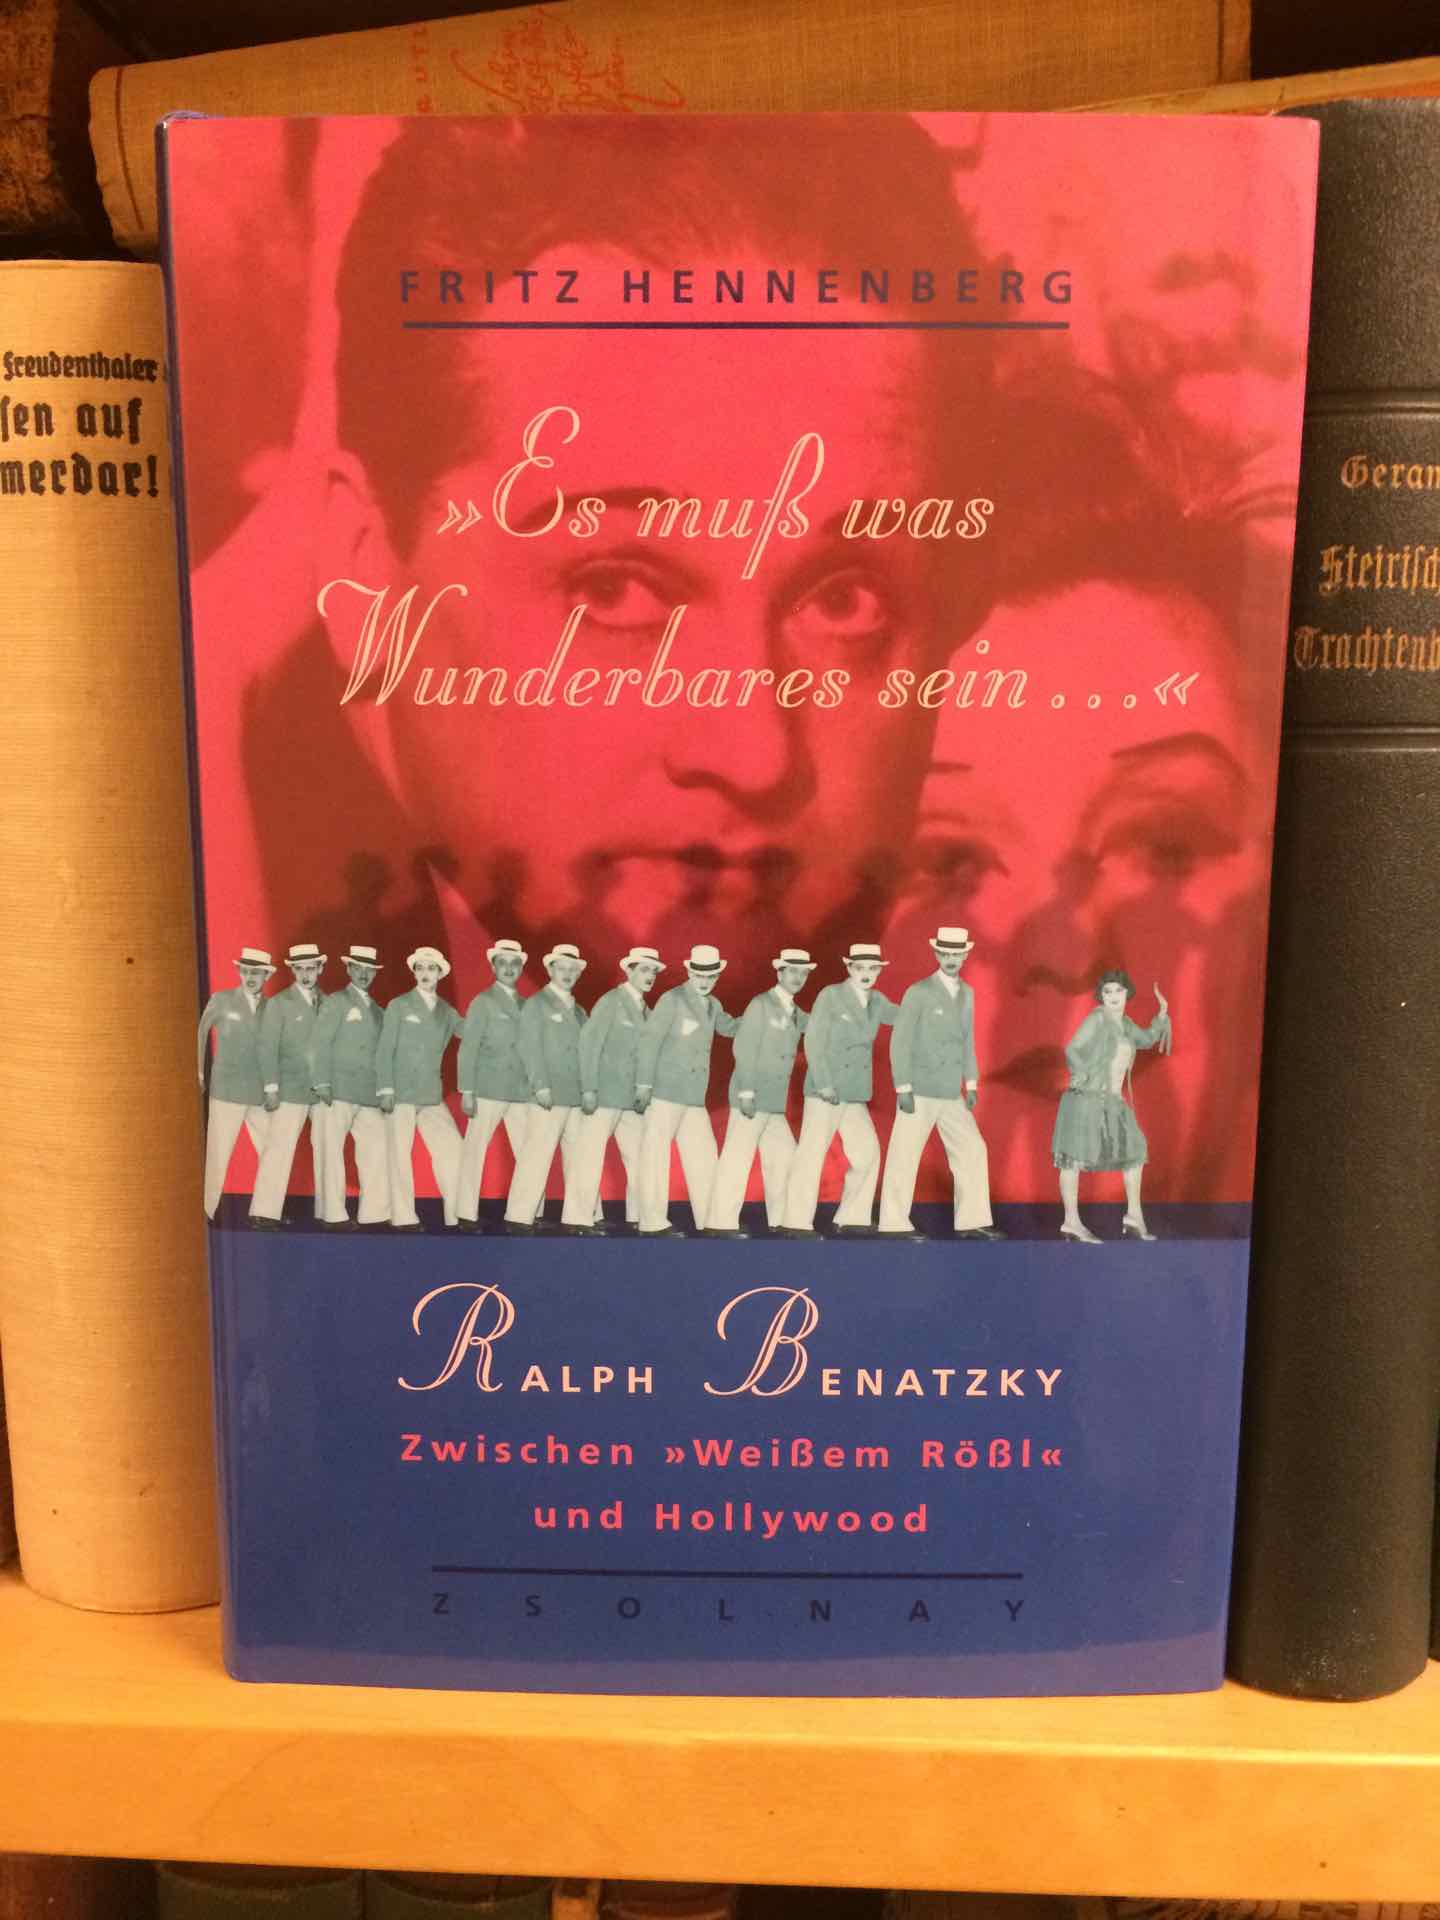 FRITZ HENNENBERG
»Es muß was
Wunderbares sein...«
RALPH BENATZKY
Zwischen »Weißem Rößl«
und Hollywood
ZSOLNAY
Freudenthaler
sen auf
merdar!
Geram
Steirisch
Trachtenb